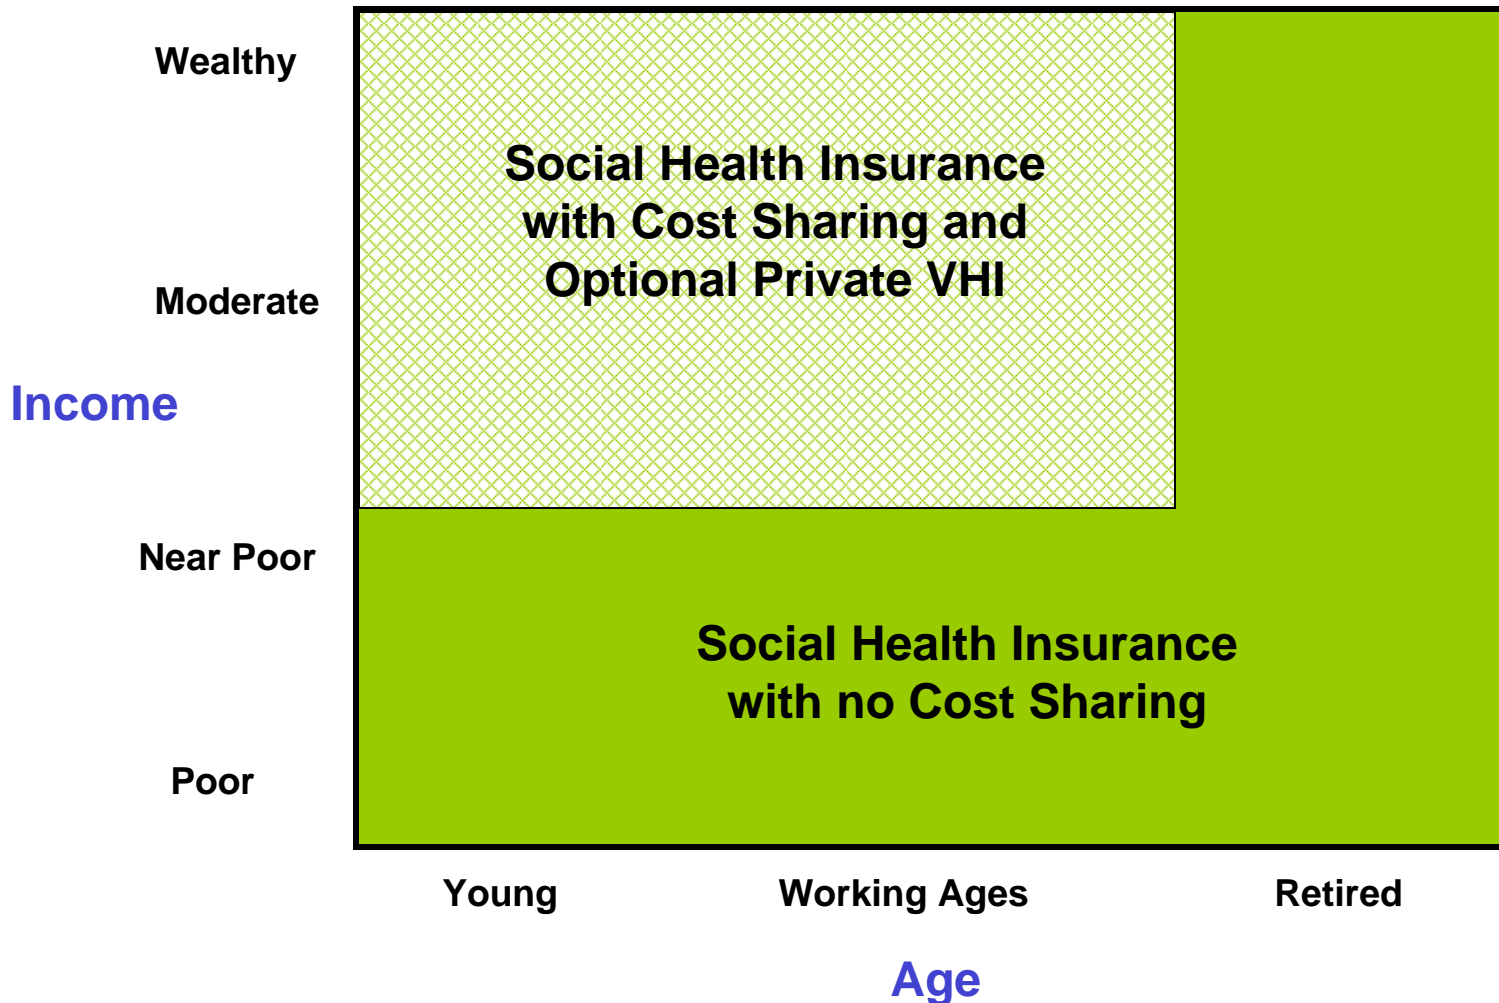 Wealthy
Social Health Insurance
with Cost Sharing and
Optional Private VHI
Moderate
Income
Near Poor
Social Health Insurance
with no Cost Sharing
Poor
Young
Working Ages
Retired
Age